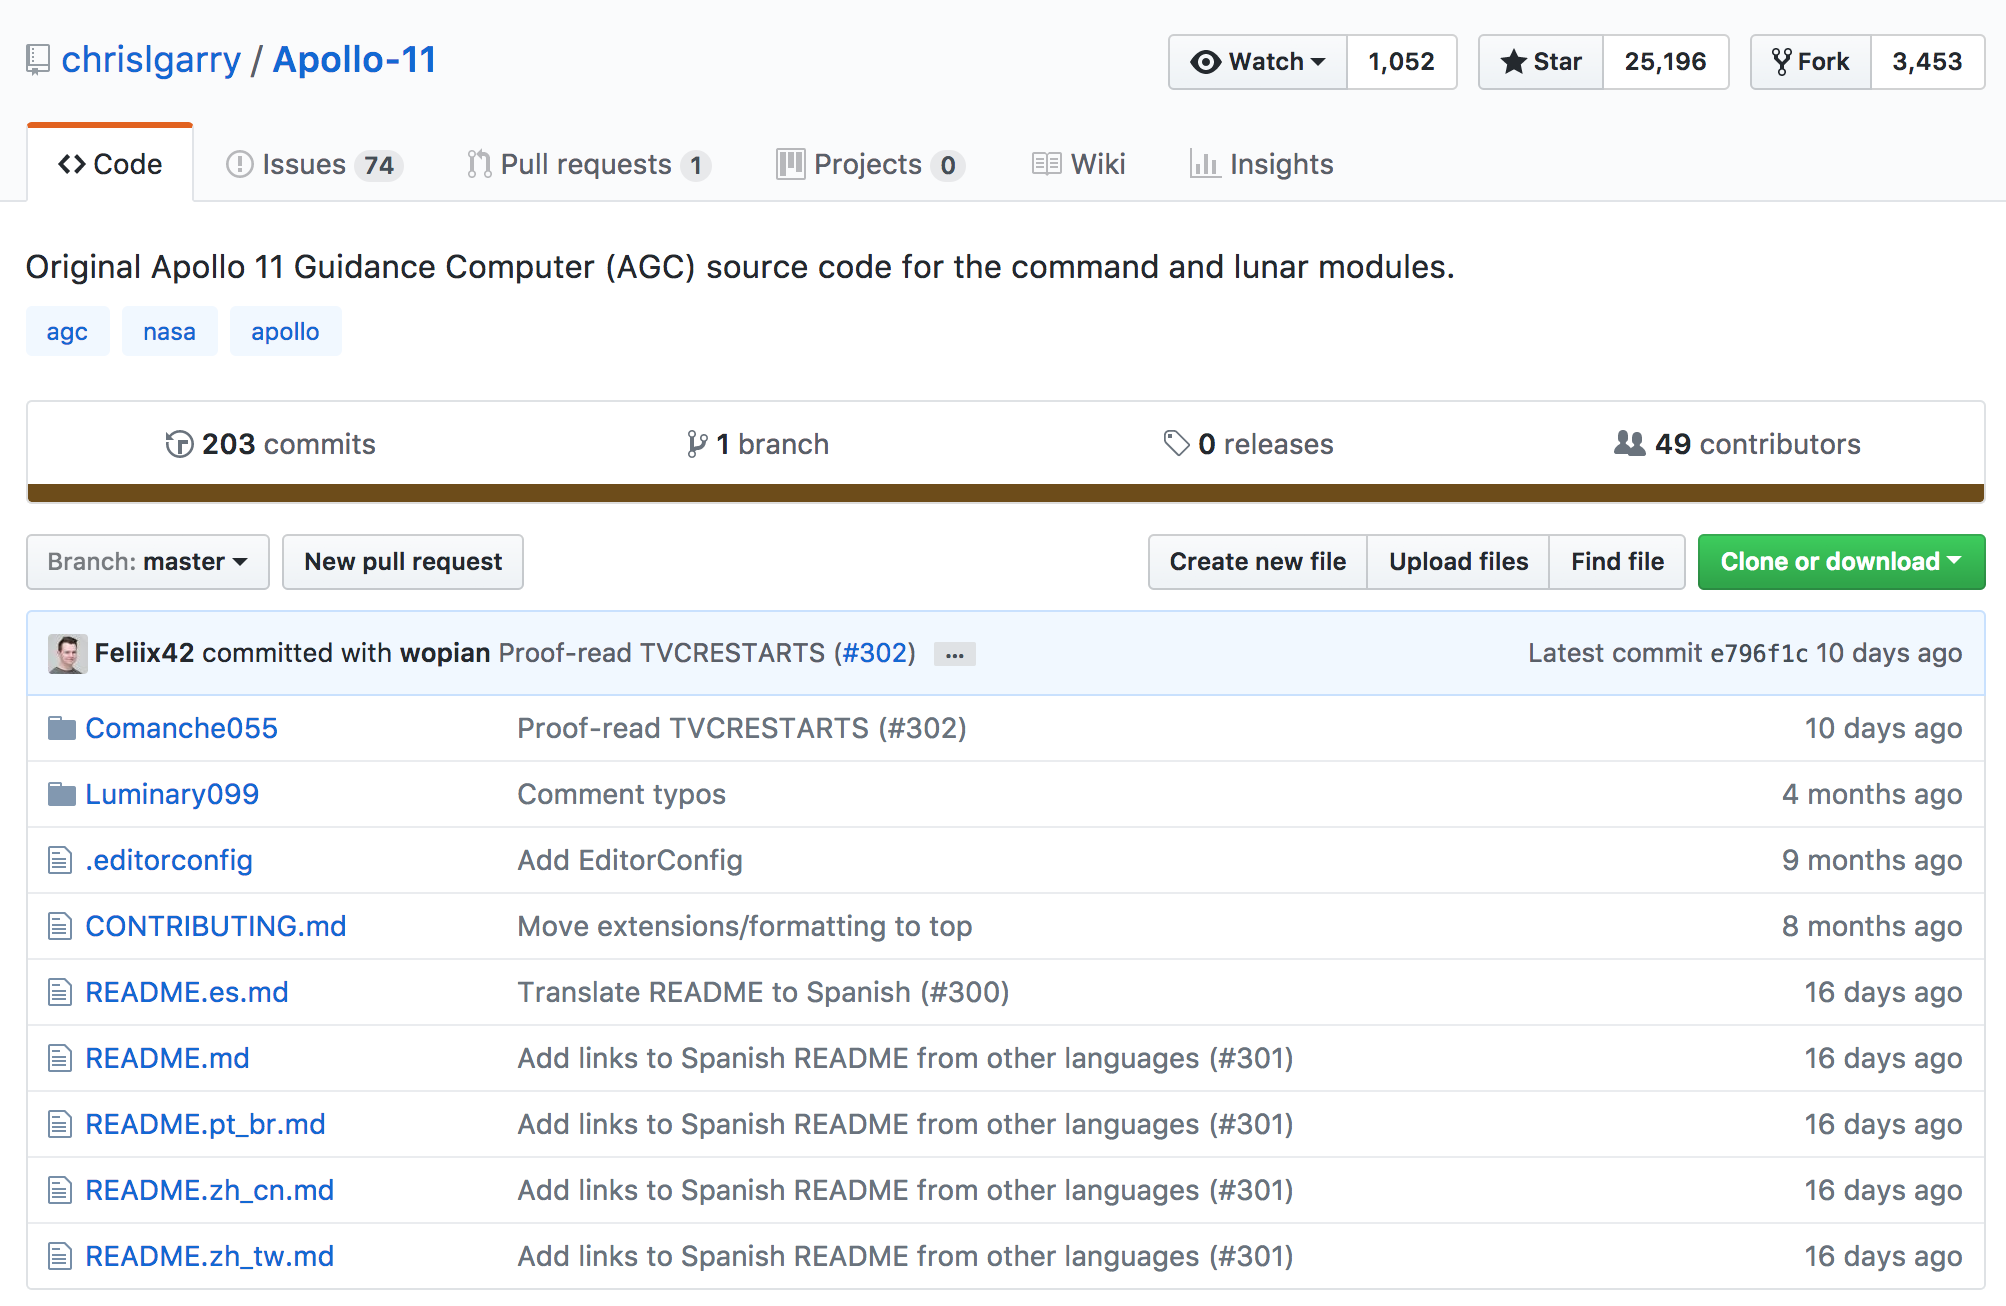 chrislgarry / Apollo-11 Watch 1,052 Star 25,196 Fork 3,453
Code Issues 74 Pull requests 1 Projects 0 Wiki Insights
Original Apollo 11 Guidance Computer (AGC) source code for the command and lunar modules.
agc nasa apollo
203 commits 1 branch 0 releases 49 contributors
Branch: master New pull request Create new file Upload files Find file Clone or download
Feliix42 committed with wopian Proof-read TVCRESTARTS (#302) … Latest commit e796f1c 10 days ago
Comanche055 Proof-read TVCRESTARTS (#302) 10 days ago
Luminary099 Comment typos 4 months ago
.editorconfig Add EditorConfig 9 months ago
CONTRIBUTING.md Move extensions/formatting to top 8 months ago
README.es.md Translate README to Spanish (#300) 16 days ago
README.md Add links to Spanish README from other languages (#301) 16 days ago
README.pt_br.md Add links to Spanish README from other languages (#301) 16 days ago
README.zh_cn.md Add links to Spanish README from other languages (#301) 16 days ago
README.zh_tw.md Add links to Spanish README from other languages (#301) 16 days ago